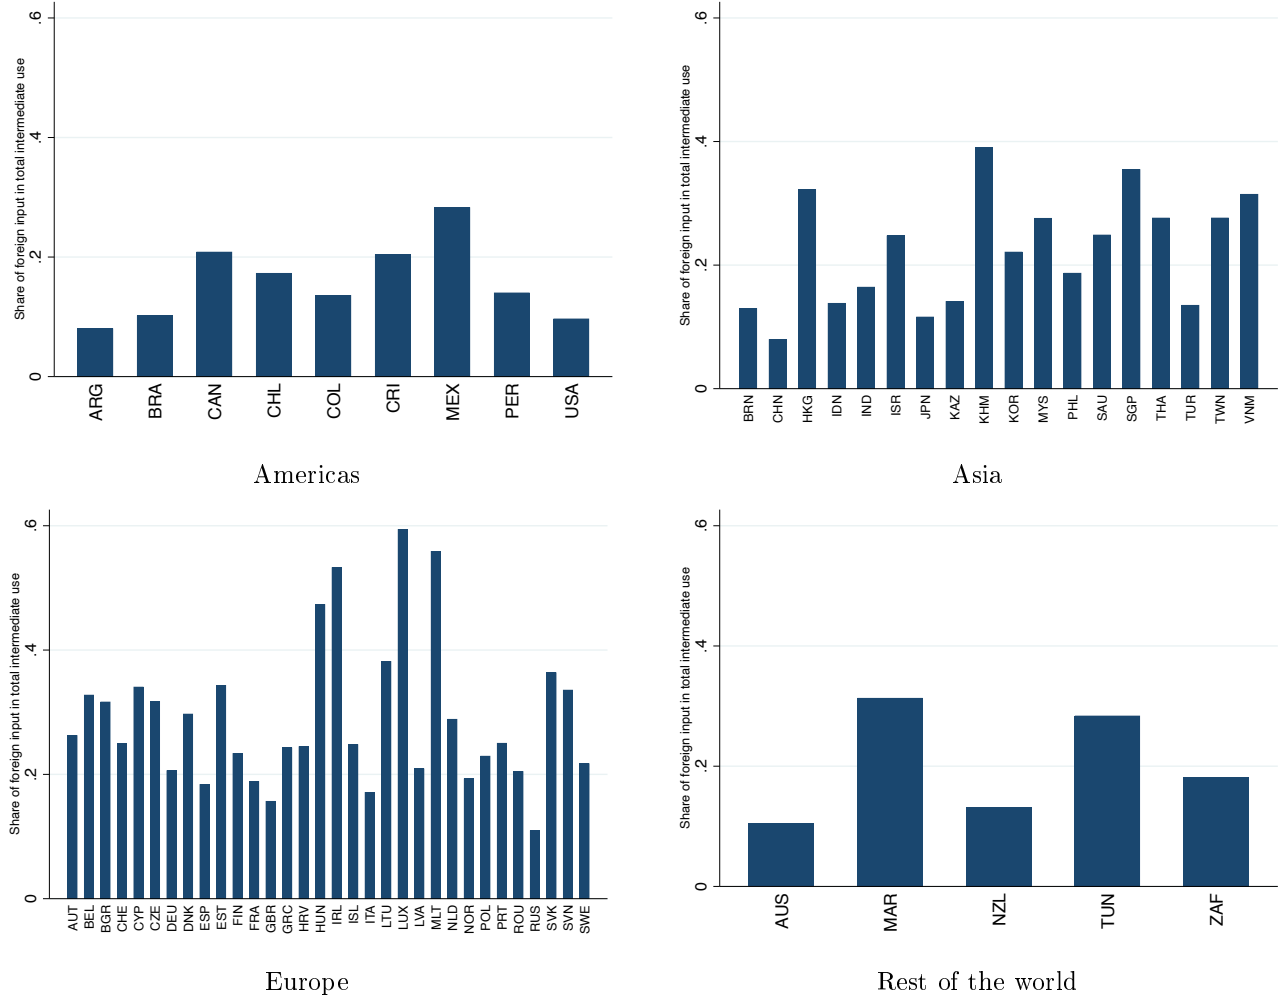 Share of foreign input in total intermediate use
.6
.4
.2
0
ARG BRA CAN CHL COL CRI MEX PER USA
Americas
Share of foreign input in total intermediate use
.6
.4
.2
0
BRN CHN HKG IDN IND ISR JPN KAZ KHM KOR MYS PHL SAU SGP THA TUR TWN VNM
Asia
Share of foreign input in total intermediate use
.6
.4
.2
0
AUT BEL BGR CHE CYP CZE DEU DNK ESP EST FIN FRA GBR GRC HRV HUN IRL ISL ITA LTU LUX LVA MLT NLD NOR POL PRT ROU RUS SVK SVN SWE
Europe
Share of foreign input in total intermediate use
.6
.4
.2
0
AUS MAR NZL TUN ZAF
Rest of the world